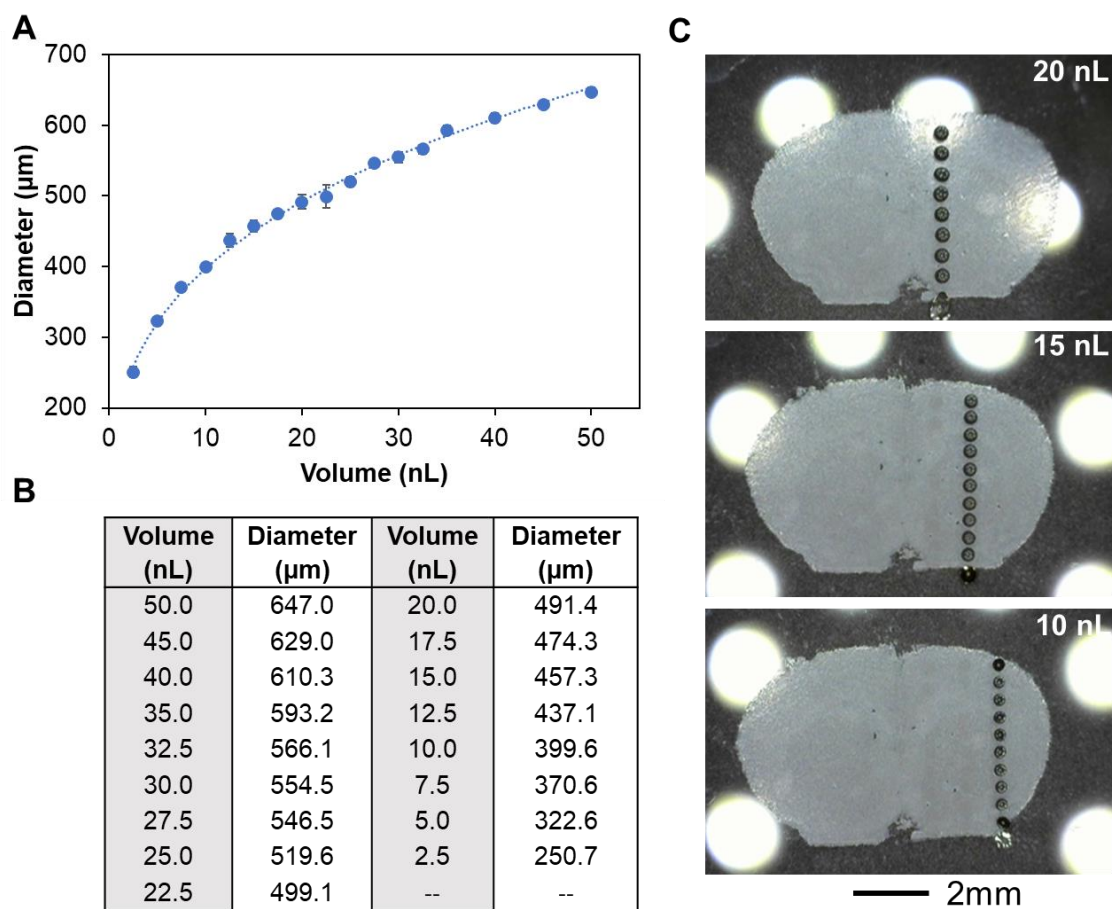 A
700
600
500
400
300
200
Diameter (µm)
0 10 20 30 40 50
Volume (nL)
B
Volume (nL) Diameter (µm) Volume (nL) Diameter (µm)
50.0 647.0 20.0 491.4
45.0 629.0 17.5 474.3
40.0 610.3 15.0 457.3
35.0 593.2 12.5 437.1
32.5 566.1 10.0 399.6
30.0 554.5 7.5 370.6
27.5 546.5 5.0 322.6
25.0 519.6 2.5 250.7
22.5 499.1 -- --
C
20 nL
15 nL
10 nL
2mm